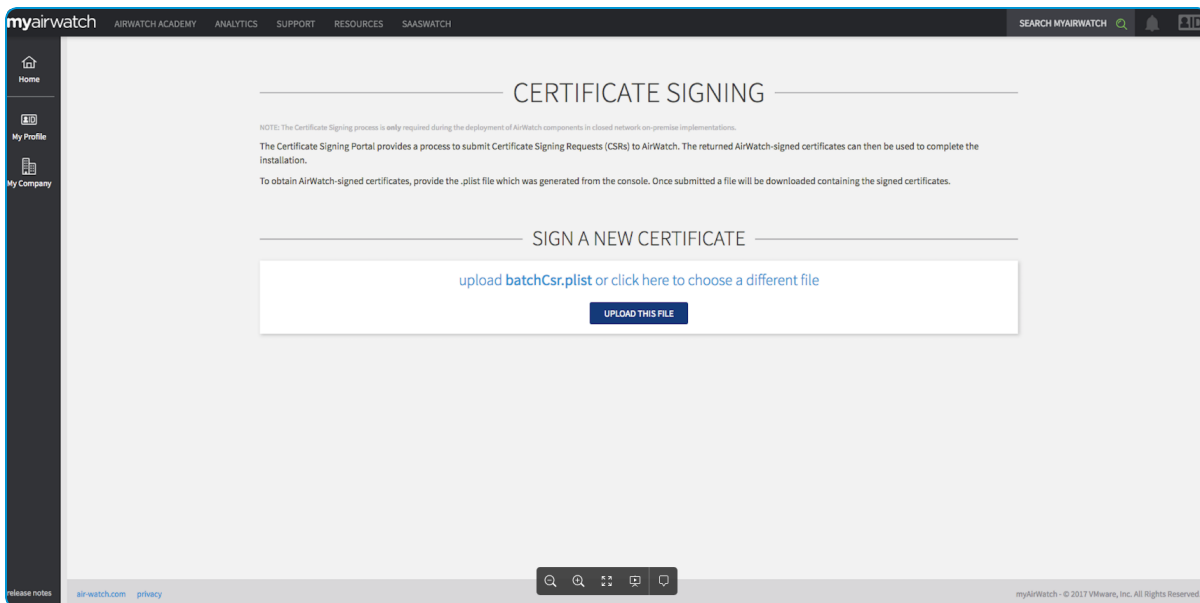 myairwatch AIRWATCH ACADEMY ANALYTICS SUPPORT RESOURCES SAASWATCH SEARCH MYAIRWATCH
Home
My Profile
My Company
CERTIFICATE SIGNING
NOTE: The Certificate Signing process is only required during the deployment of AirWatch components in closed network on-premise implementations.
The Certificate Signing Portal provides a process to submit Certificate Signing Requests (CSRs) to AirWatch. The returned AirWatch-signed certificates can then be used to complete the
installation.
To obtain AirWatch-signed certificates, provide the .plist file which was generated from the console. Once submitted a file will be downloaded containing the signed certificates.
SIGN A NEW CERTIFICATE
upload batchCsr.plist or click here to choose a different file
UPLOAD THIS FILE
release notes air-watch.com privacy myAirWatch - © 2017 VMware, Inc. All Rights Reserved